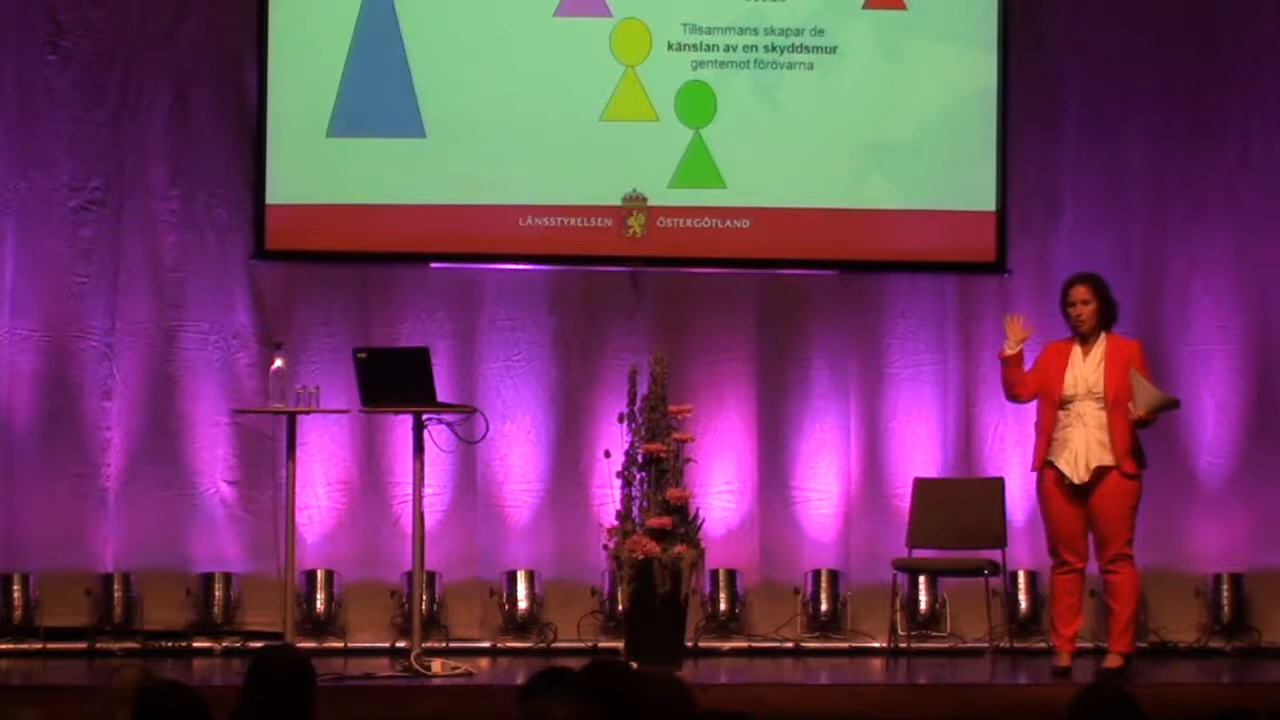 Tillsammans skapar de
känslan av en skyddsmur
gentemot förövarna
LÄNSSTYRELSEN ÖSTERGÖTLAND